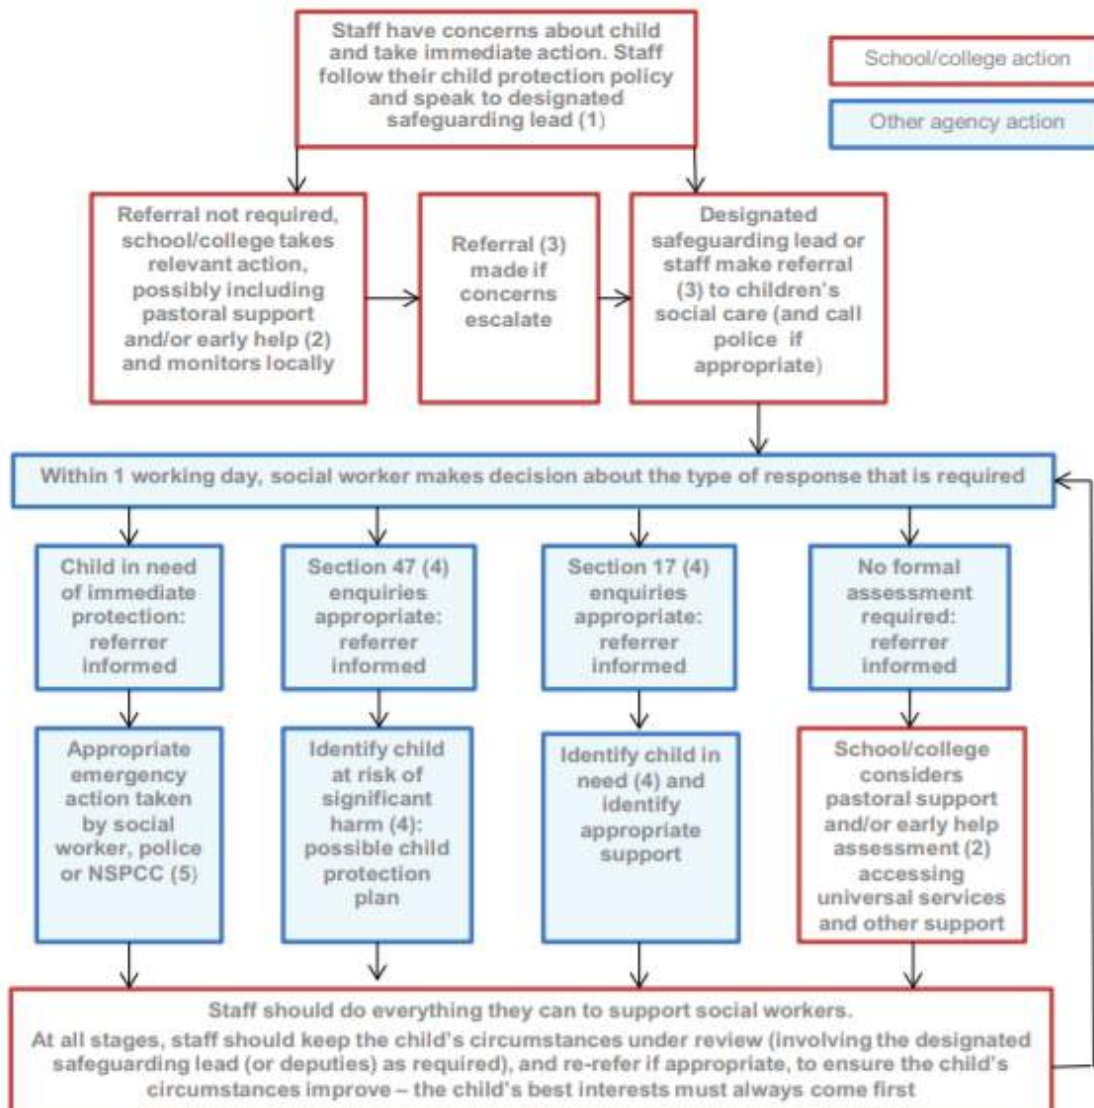 Staff have concerns about child
and take immediate action. Staff
follow their child protection policy
and speak to designated
safeguarding lead (1)
School/college action
Other agency action
Referral not required,
school/college takes
relevant action,
possibly including
pastoral support
and/or early help (2)
and monitors locally
Referral (3)
made if
concerns
escalate
Designated
safeguarding lead or
staff make referral
(3) to children's
social care (and call
police if
appropriate)
Within 1 working day, social worker makes decision about the type of response that is required
Child in need
of immediate
protection:
referrer
informed
Section 47 (4)
enquiries
appropriate:
referrer
informed
Section 17 (4)
enquiries
appropriate:
referrer
informed
No formal
assessment
required:
referrer
informed
Appropriate
emergency
action taken
by social
worker, police
or NSPCC (5)
Identify child
at risk of
significant
harm (4):
possible child
protection
plan
Identify child in
need (4) and
identify
appropriate
support
School/college
considers
pastoral support
and/or early help
assessment (2)
accessing
universal services
and other support
Staff should do everything they can to support social workers.
At all stages, staff should keep the child's circumstances under review (involving the designated
safeguarding lead (or deputies) as required), and re-refer if appropriate, to ensure the child's
circumstances improve – the child's best interests must always come first